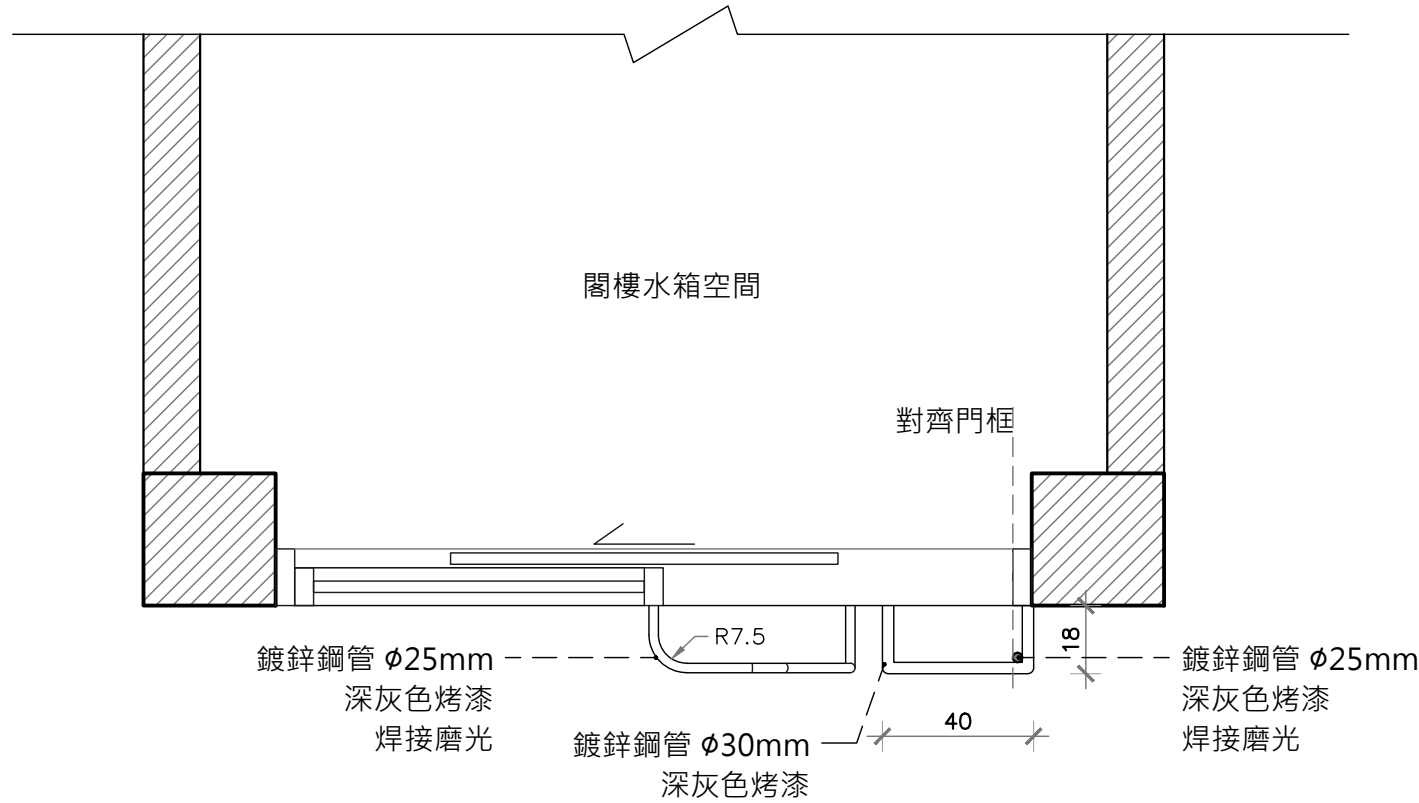 閣樓水箱空間
對齊門框
R7.5
18
鍍鋅鋼管 ϕ25mm
深灰色烤漆
焊接磨光
鍍鋅鋼管 ϕ30mm
深灰色烤漆
40
鍍鋅鋼管 ϕ25mm
深灰色烤漆
焊接磨光